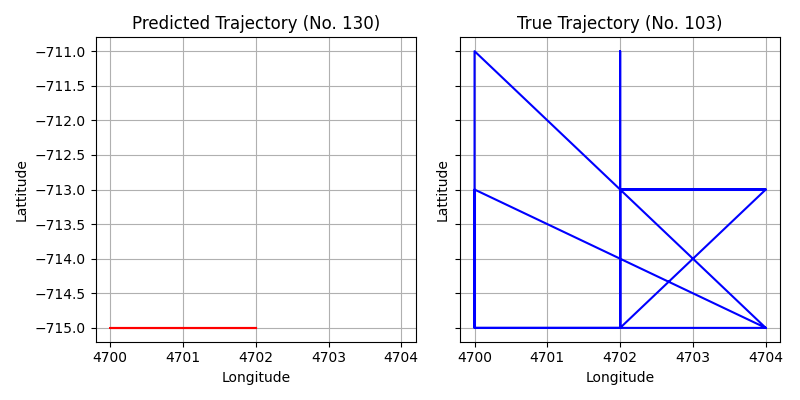 Predicted Trajectory (No. 130)
True Trajectory (No. 103)
−711.0
−711.5
−712.0
−712.5
−713.0
−713.5
−714.0
−714.5
−715.0
Lattitude
Lattitude
4700 4701 4702 4703 4704
4700 4701 4702 4703 4704
Longitude
Longitude